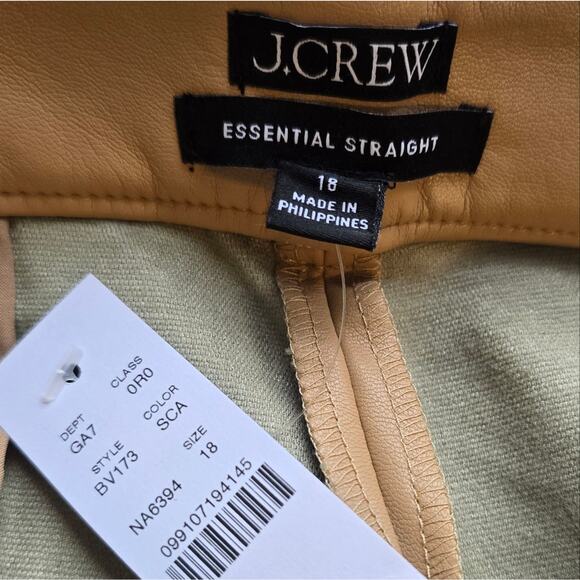 J.CREW
ESSENTIAL STRAIGHT
18
MADE IN
PHILIPPINES
DEPT CLASS
GA7 0R0
STYLE COLOR
BV173 SCA
SIZE
NA6394 18
099107194145